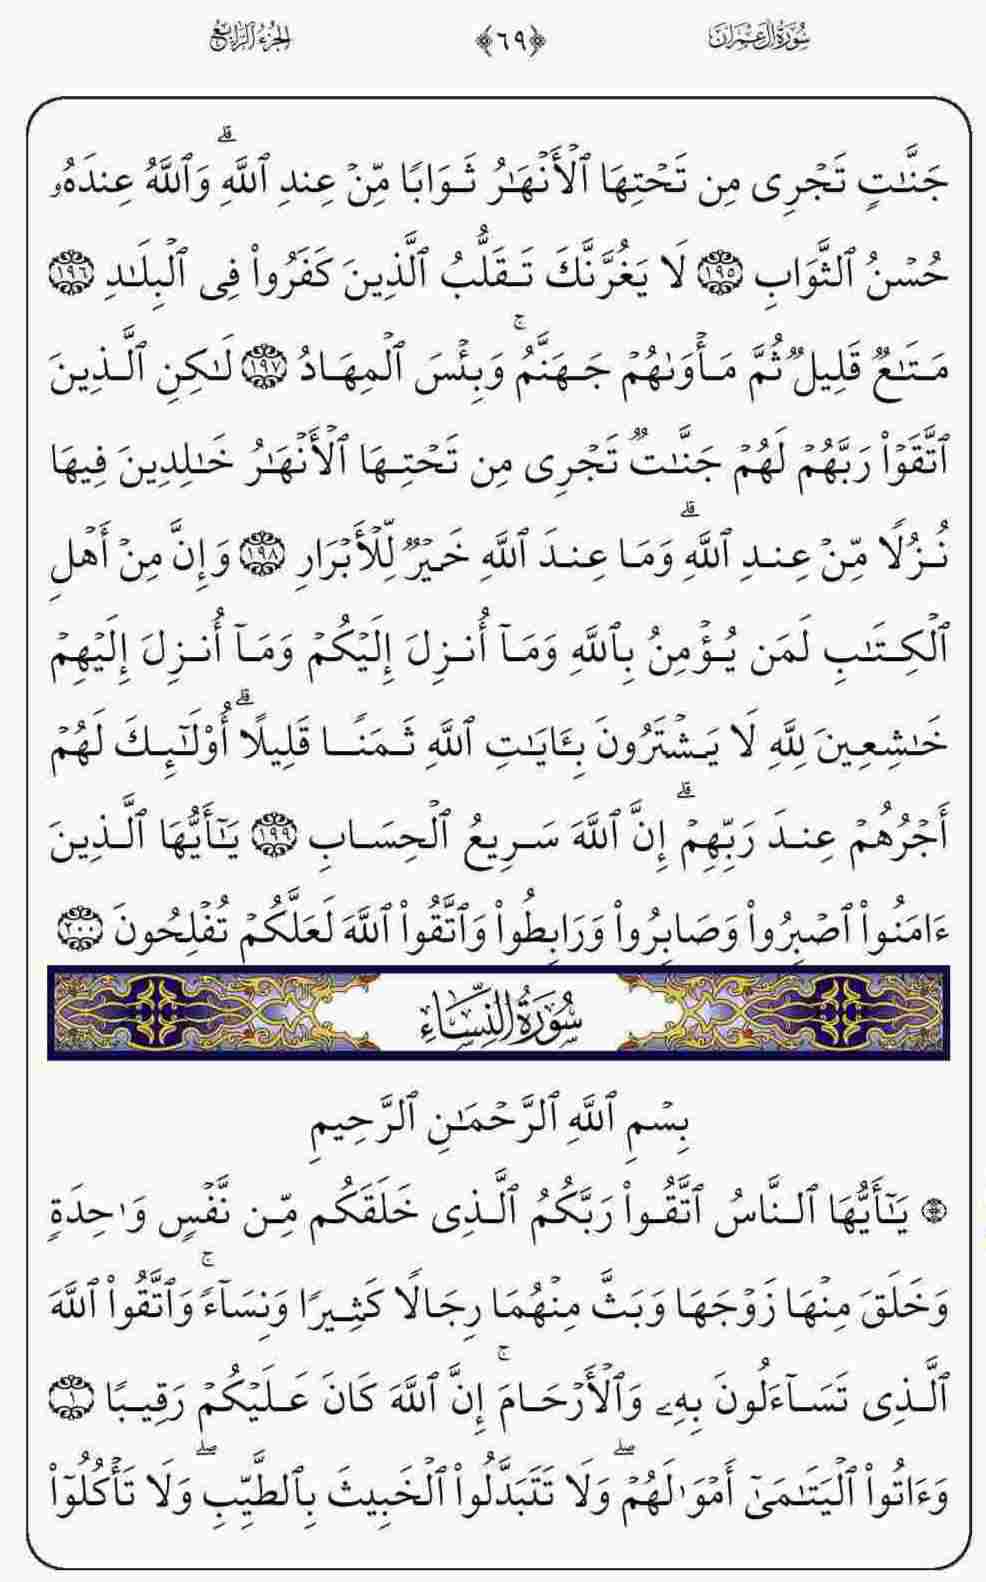 سُورَةُ آلِ عِمْرَان ﴿٦٩﴾ الجُزْءُ الرَّابِعُ
جَنَّٰتٖ تَجۡرِى مِن تَحۡتِهَا ٱلۡأَنۡهَٰرُ ثَوَابٗا مِّنۡ عِندِ ٱللَّهِۗ وَٱللَّهُ عِندَهُۥ
حُسۡنُ ٱلثَّوَابِ ١٩٥ لَا يَغُرَّنَّكَ تَقَلُّبُ ٱلَّذِينَ كَفَرُواْ فِى ٱلۡبِلَٰدِ ١٩٦
مَتَٰعٞ قَلِيلٞ ثُمَّ مَأۡوَىٰهُمۡ جَهَنَّمُۚ وَبِئۡسَ ٱلۡمِهَادُ ١٩٧ لَٰكِنِ ٱلَّذِينَ
ٱتَّقَوۡاْ رَبَّهُمۡ لَهُمۡ جَنَّٰتٞ تَجۡرِى مِن تَحۡتِهَا ٱلۡأَنۡهَٰرُ خَٰلِدِينَ فِيهَا
نُزُلٗا مِّنۡ عِندِ ٱللَّهِۗ وَمَا عِندَ ٱللَّهِ خَيۡرٞ لِّلۡأَبۡرَارِ ١٩٨ وَإِنَّ مِنۡ أَهۡلِ
ٱلۡكِتَٰبِ لَمَن يُؤۡمِنُ بِٱللَّهِ وَمَآ أُنزِلَ إِلَيۡكُمۡ وَمَآ أُنزِلَ إِلَيۡهِمۡ
خَٰشِعِينَ لِلَّهِ لَا يَشۡتَرُونَ بِـَٔايَٰتِ ٱللَّهِ ثَمَنٗا قَلِيلًاۗ أُوْلَٰٓئِكَ لَهُمۡ
أَجۡرُهُمۡ عِندَ رَبِّهِمۡۗ إِنَّ ٱللَّهَ سَرِيعُ ٱلۡحِسَابِ ١٩٩ يَٰٓأَيُّهَا ٱلَّذِينَ
ءَامَنُواْ ٱصۡبِرُواْ وَصَابِرُواْ وَرَابِطُواْ وَٱتَّقُواْ ٱللَّهَ لَعَلَّكُمۡ تُفۡلِحُونَ ٢٠٠
سُورَةُ النِّسَاءِ
بِسۡمِ ٱللَّهِ ٱلرَّحۡمَٰنِ ٱلرَّحِيمِ
۞ يَٰٓأَيُّهَا ٱلنَّاسُ ٱتَّقُواْ رَبَّكُمُ ٱلَّذِى خَلَقَكُم مِّن نَّفۡسٖ وَٰحِدَةٖ
وَخَلَقَ مِنۡهَا زَوۡجَهَا وَبَثَّ مِنۡهُمَا رِجَالٗا كَثِيرٗا وَنِسَآءٗۚ وَٱتَّقُواْ ٱللَّهَ
ٱلَّذِى تَسَآءَلُونَ بِهِۦ وَٱلۡأَرۡحَامَۚ إِنَّ ٱللَّهَ كَانَ عَلَيۡكُمۡ رَقِيبٗا ١
وَءَاتُواْ ٱلۡيَتَٰمَىٰٓ أَمۡوَٰلَهُمۡۖ وَلَا تَتَبَدَّلُواْ ٱلۡخَبِيثَ بِٱلطَّيِّبِۖ وَلَا تَأۡكُلُوٓاْ